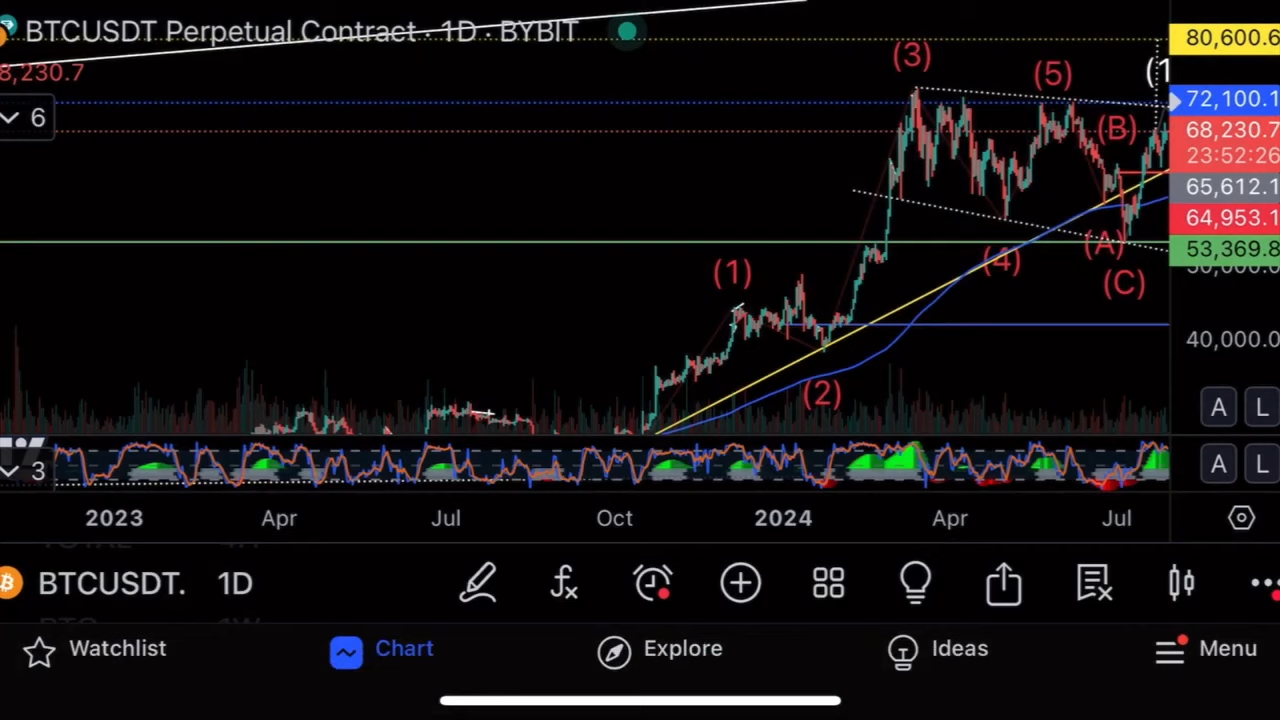 BTCUSDT Perpetual Contract · 1D · BYBIT
80,600.6
(3)
(5)
(1
8,230.7
72,100.1
6
(B)
68,230.7
23:52:26
65,612.1
64,953.1
(A)
53,369.8
(4)
(1)
(C)
40,000.0
(2)
A L
3
A L
2023 Apr Jul Oct 2024 Apr Jul
BTCUSDT. 1D
Watchlist Chart Explore Ideas Menu